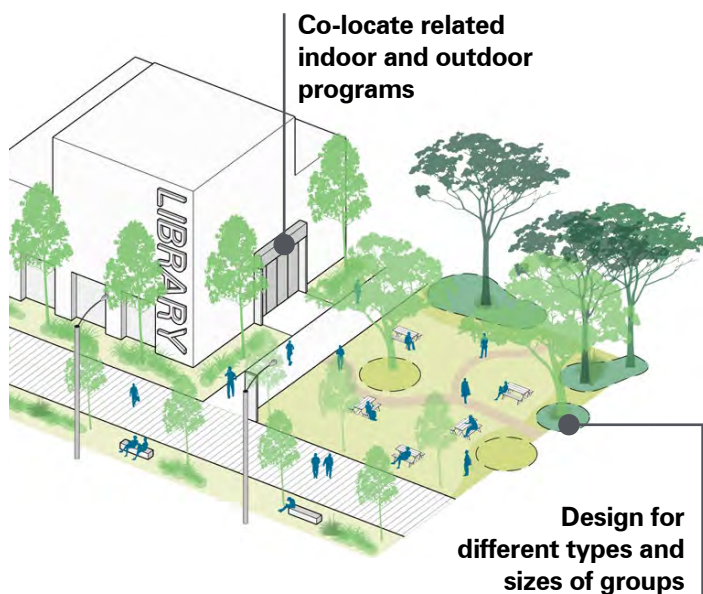 Co-locate related
indoor and outdoor
programs
LIBRARY
Design for
different types and
sizes of groups